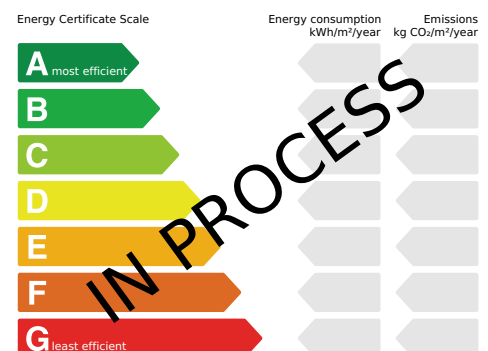 Energy Certificate Scale
Energy consumption
kWh/m²/year
Emissions
kg CO₂/m²/year
A most efficient
B
C
D
E
F
G least efficient
IN PROCESS